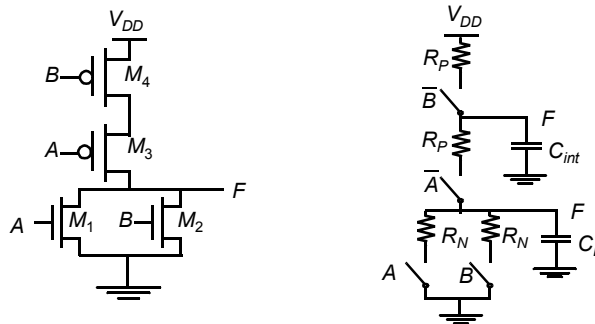 V_DD
B
M_4
A
M_3
F
A
M_1
B
M_2
V_DD
R_P
B̅
F
R_P
C_int
A̅
F
R_N
R_N
A
B